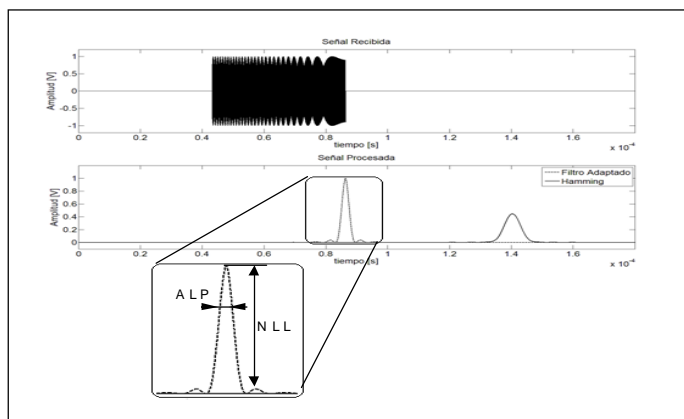 Señal Recibida
Amplitud [V]
1
0.5
0
-0.5
-1
0 0.2 0.4 0.6 0.8 1 1.2 1.4 1.6
tiempo [s]
x 10⁻⁴
Señal Procesada
Amplitud [V]
1
0.8
0.6
0.4
0.2
0
Filtro Adaptado
Hamming
0 0.2 0.4 0.6 0.8 1 1.2 1.4 1.6
tiempo [s]
x 10⁻⁴
ALP
NLL